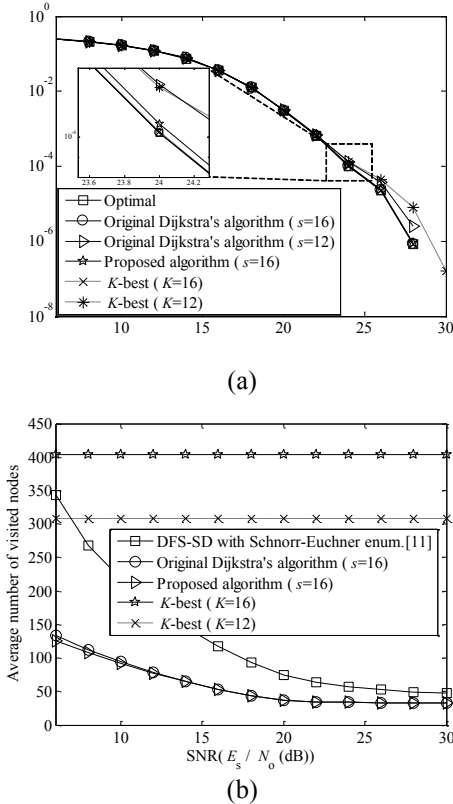 (a)
10^0
10^-2
10^-4
10^-6
10^-8
10 15 20 25 30
10^-4
23.6 23.8 24 24.2
Optimal
Original Dijkstra's algorithm ( s=16)
Original Dijkstra's algorithm ( s=12)
Proposed algorithm ( s=16)
K-best ( K=16)
K-best ( K=12)
(a)
450
400
350
300
250
200
150
100
50
0
Average number of visited nodes
DFS-SD with Schnorr-Euchner enum.[11]
Original Dijkstra's algorithm ( s=16)
Proposed algorithm ( s=16)
K-best ( K=16)
K-best ( K=12)
10 15 20 25 30
SNR( E_s / N_o (dB))
(b)